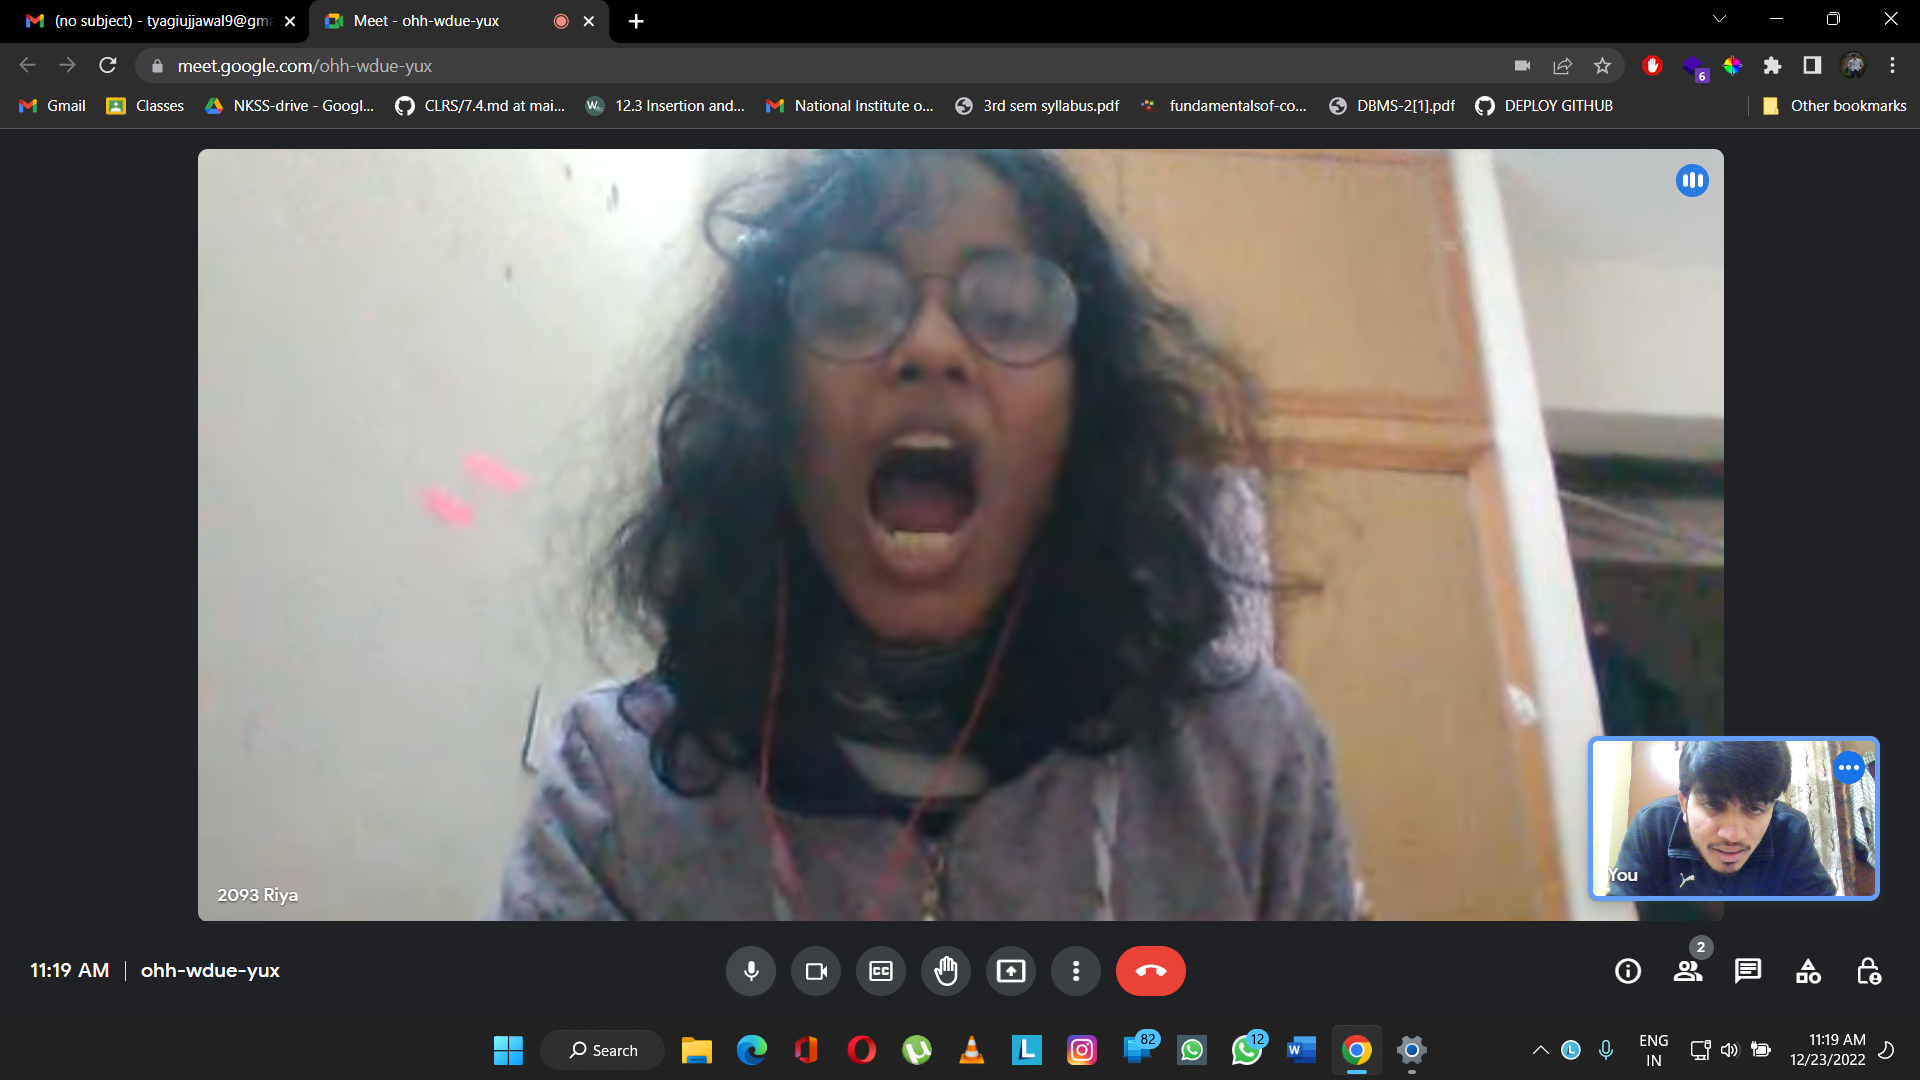 (no subject) - tyagiujjawal9@gma
Meet - ohh-wdue-yux
meet.google.com/ohh-wdue-yux
6
Gmail
Classes
NKSS-drive - Googl...
CLRS/7.4.md at mai...
12.3 Insertion and...
National Institute o...
3rd sem syllabus.pdf
fundamentalsof-co...
DBMS-2[1].pdf
DEPLOY GITHUB
Other bookmarks
2093 Riya
You
11:19 AM
ohh-wdue-yux
CC
2
Search
82
12
ENG
IN
11:19 AM
12/23/2022